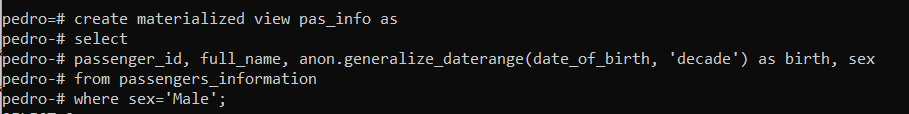 pedro=# create materialized view pas_info as
pedro-# select
pedro-# passenger_id, full_name, anon.generalize_daterange(date_of_birth, 'decade') as birth, sex
pedro-# from passengers_information
pedro-# where sex='Male';